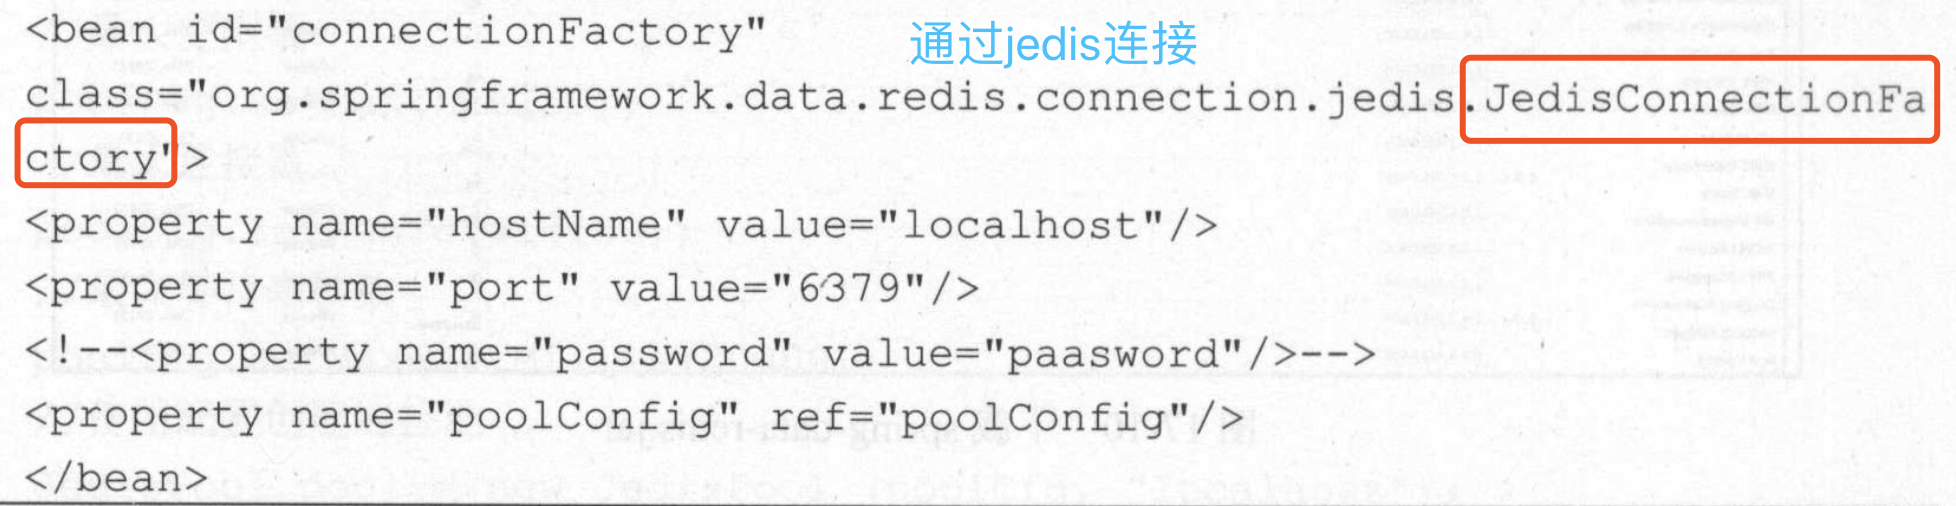 <bean id="connectionFactory"
通过jedis连接
class="org.springframework.data.redis.connection.jedis.JedisConnectionFa
ctory">
<property name="hostName" value="localhost"/>
<property name="port" value="6379"/>
<!--<property name="password" value="paasword"/>-->
<property name="poolConfig" ref="poolConfig"/>
</bean>